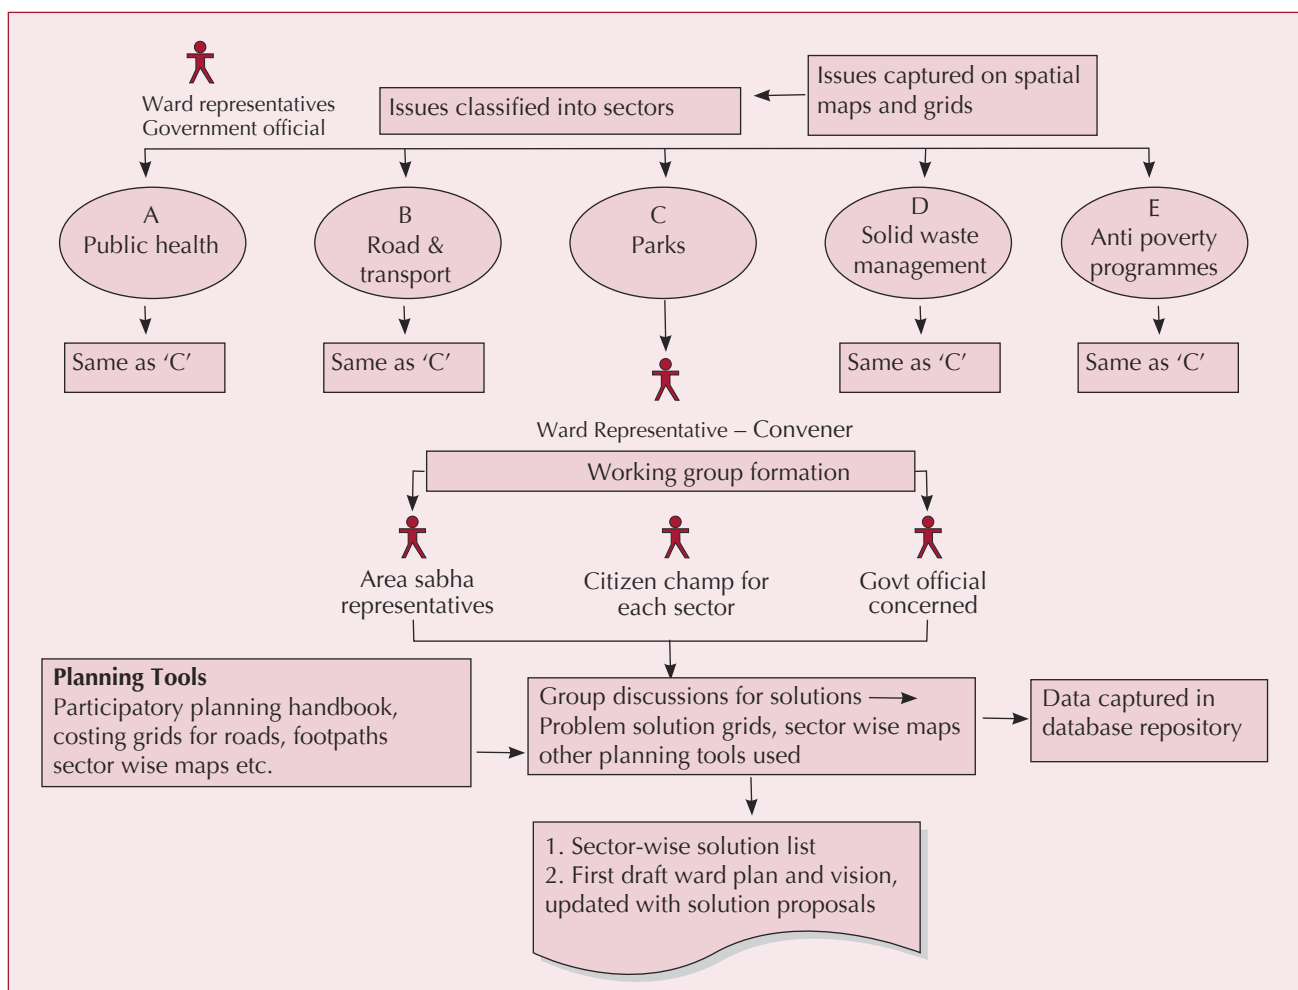 Ward representatives
Government official
Issues classified into sectors
Issues captured on spatial
maps and grids
A
Public health
B
Road &
transport
C
Parks
D
Solid waste
management
E
Anti poverty
programmes
Same as ‘C’
Same as ‘C’
Same as ‘C’
Same as ‘C’
Ward Representative – Convener
Working group formation
Area sabha
representatives
Citizen champ for
each sector
Govt official
concerned
Planning Tools
Participatory planning handbook,
costing grids for roads, footpaths
sector wise maps etc.
Group discussions for solutions
Problem solution grids, sector wise maps
other planning tools used
Data captured in
database repository
1. Sector-wise solution list
2. First draft ward plan and vision,
updated with solution proposals